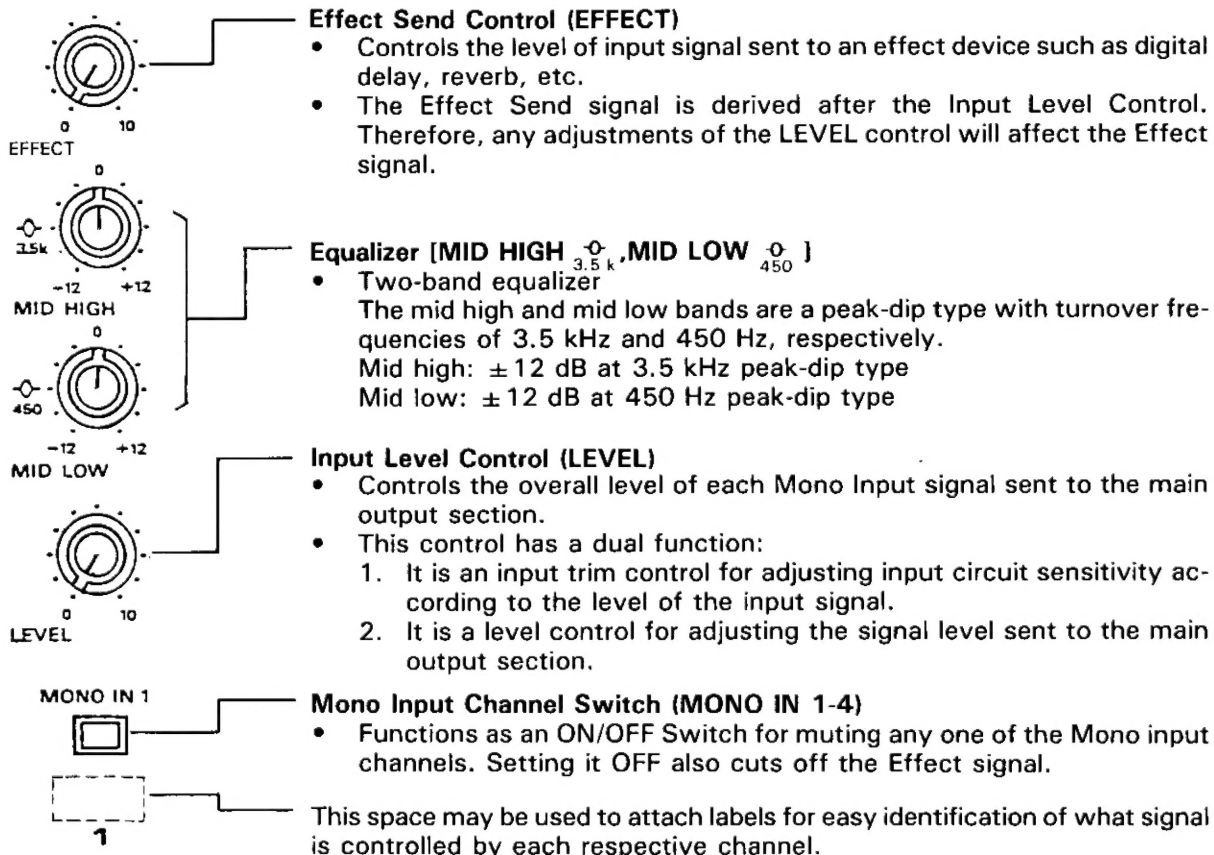 Effect Send Control (EFFECT)
• Controls the level of input signal sent to an effect device such as digital
delay, reverb, etc.
• The Effect Send signal is derived after the Input Level Control.
Therefore, any adjustments of the LEVEL control will affect the Effect
signal.
0 10
EFFECT
0
3.5k
-12 +12
MID HIGH
Equalizer [MID HIGH 3.5 k, MID LOW 450 ]
• Two-band equalizer
The mid high and mid low bands are a peak-dip type with turnover fre-
quencies of 3.5 kHz and 450 Hz, respectively.
Mid high: ±12 dB at 3.5 kHz peak-dip type
Mid low: ±12 dB at 450 Hz peak-dip type
0
450
-12 +12
MID LOW
Input Level Control (LEVEL)
• Controls the overall level of each Mono Input signal sent to the main
output section.
• This control has a dual function:
1. It is an input trim control for adjusting input circuit sensitivity ac-
cording to the level of the input signal.
2. It is a level control for adjusting the signal level sent to the main
output section.
0 10
LEVEL
MONO IN 1
Mono Input Channel Switch (MONO IN 1-4)
• Functions as an ON/OFF Switch for muting any one of the Mono input
channels. Setting it OFF also cuts off the Effect signal.
1
This space may be used to attach labels for easy identification of what signal
is controlled by each respective channel.